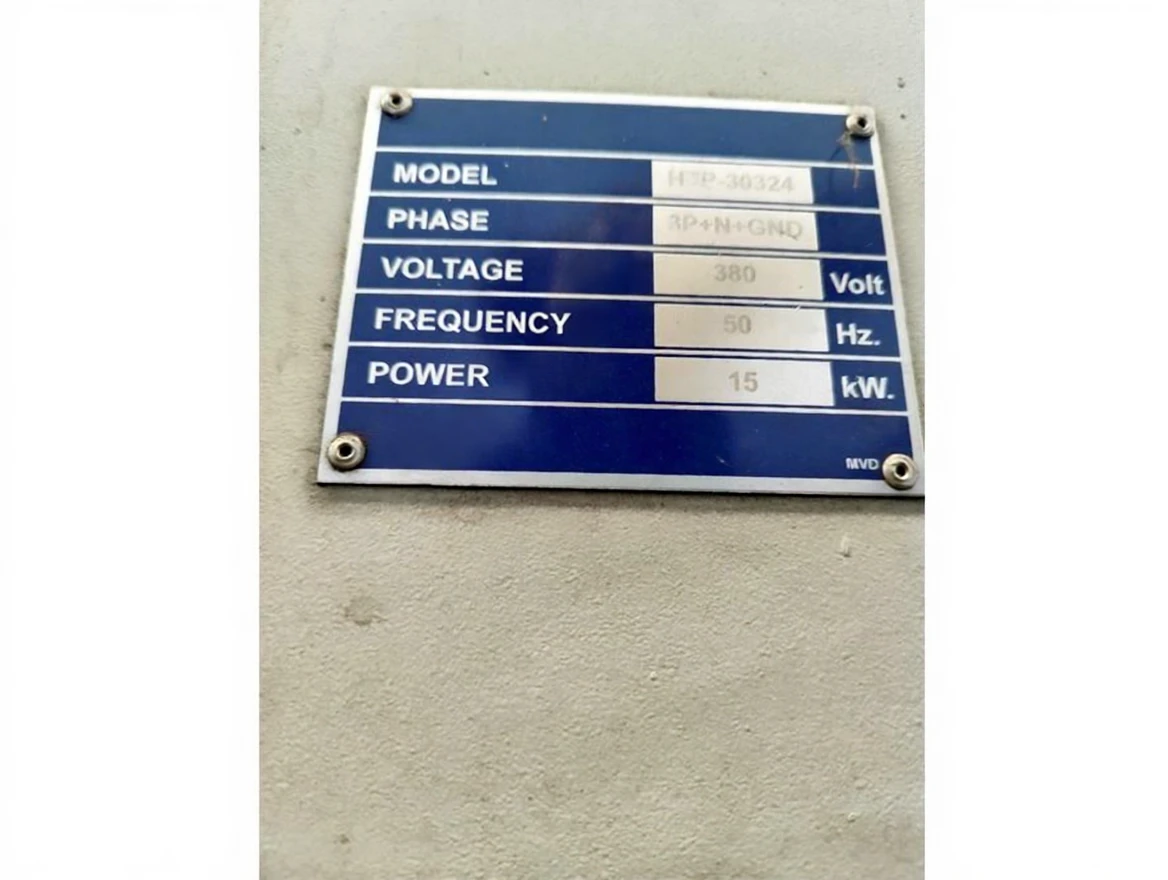 MODEL
PHASE 3P+N+GND
VOLTAGE 380 Volt
FREQUENCY 50 Hz.
POWER 15 kW.
MVD